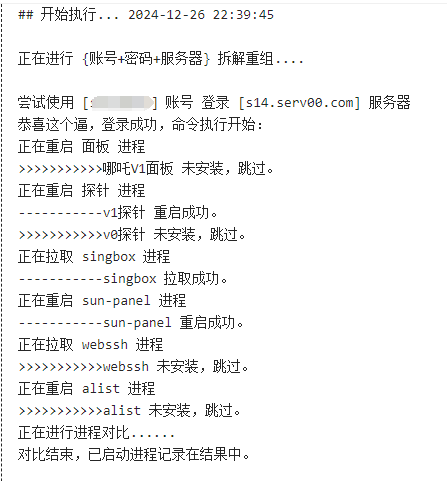 ## 开始执行... 2024-12-26 22:39:45
正在进行 {账号+密码+服务器} 拆解重组....
尝试使用 [s ] 账号 登录 [s14.serv00.com] 服务器
恭喜这个逼，登录成功，命令执行开始：
正在重启 面板 进程
>>>>>>>>>>>哪吒V1面板 未安装，跳过。
正在重启 探针 进程
-----------v1探针 重启成功。
>>>>>>>>>>>v0探针 未安装，跳过。
正在拉取 singbox 进程
-----------singbox 拉取成功。
正在重启 sun-panel 进程
-----------sun-panel 重启成功。
正在拉取 webssh 进程
>>>>>>>>>>>webssh 未安装，跳过。
正在重启 alist 进程
>>>>>>>>>>>alist 未安装，跳过。
正在进行进程对比......
对比结束，已启动进程记录在结果中。